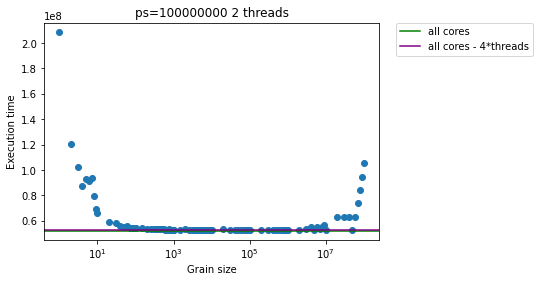 ps=100000000 2 threads
1e8
2.0
1.8
1.6
1.4
1.2
1.0
0.8
0.6
Execution time
10^1
10^3
10^5
10^7
Grain size
all cores
all cores - 4*threads